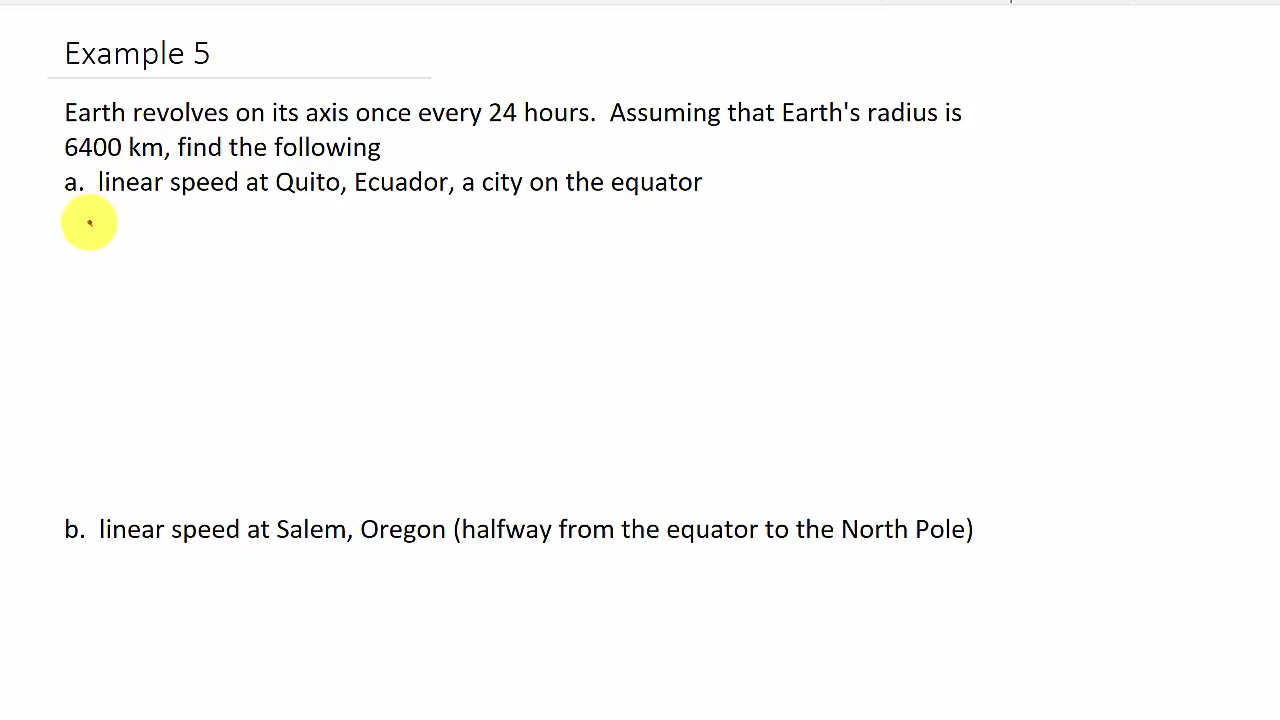 Example 5
Earth revolves on its axis once every 24 hours.  Assuming that Earth's radius is
6400 km, find the following
a.  linear speed at Quito, Ecuador, a city on the equator
b.  linear speed at Salem, Oregon (halfway from the equator to the North Pole)